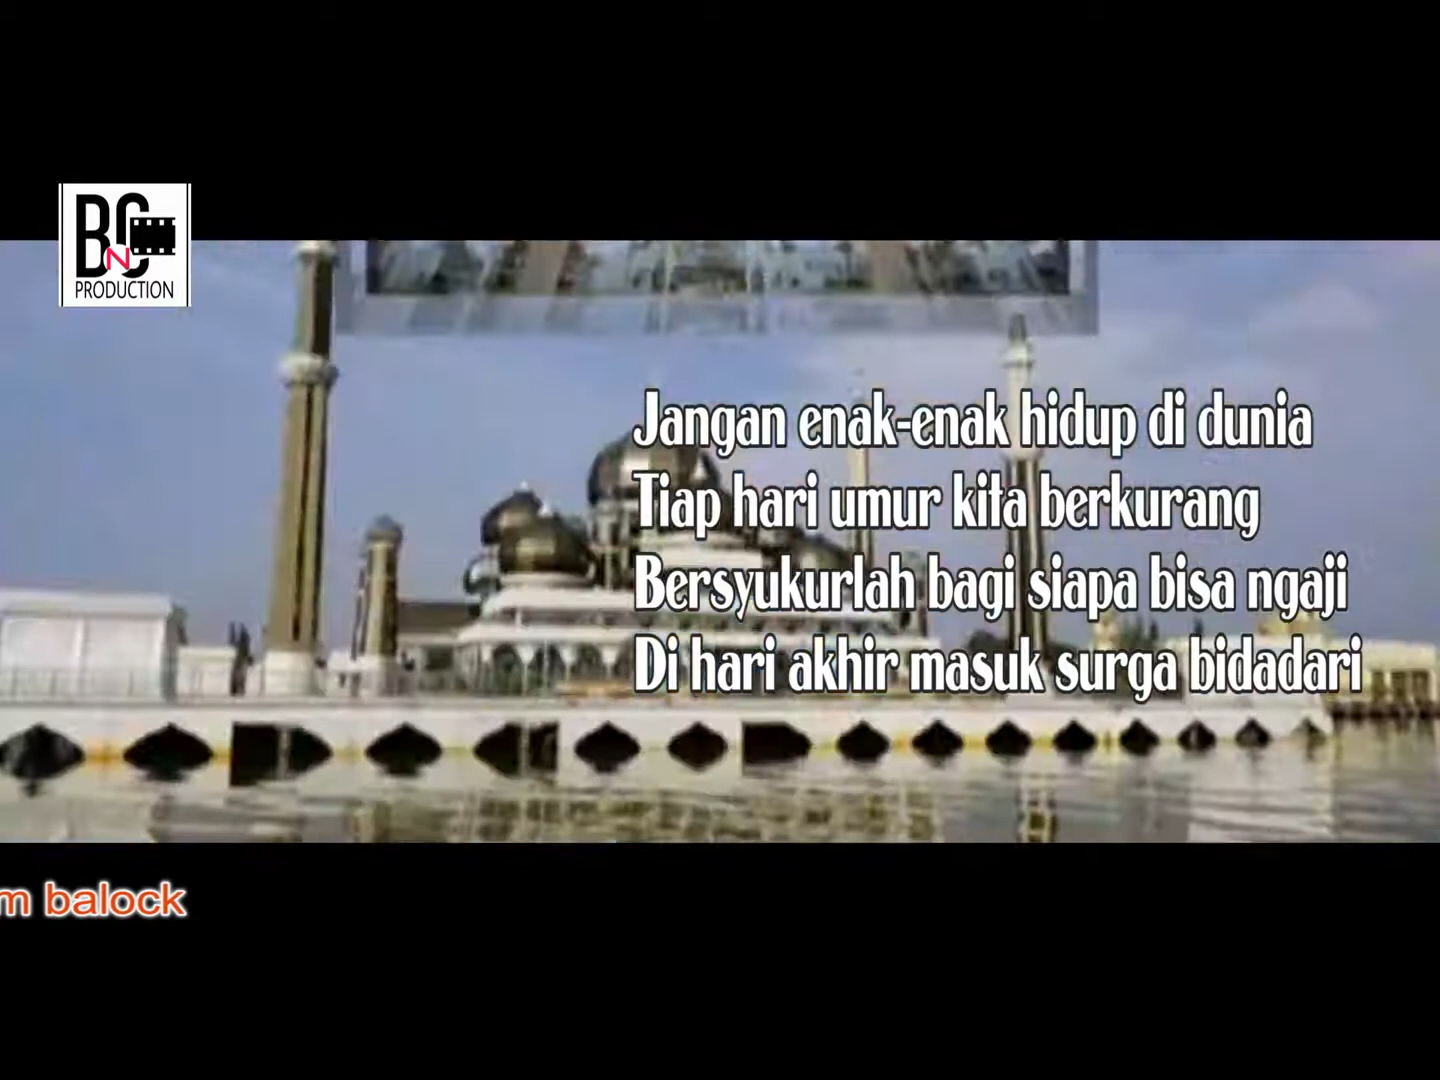 BNC
PRODUCTION
Jangan enak-enak hidup di dunia
Tiap hari umur kita berkurang
Bersyukurlah bagi siapa bisa ngaji
Di hari akhir masuk surga bidadari
m balock